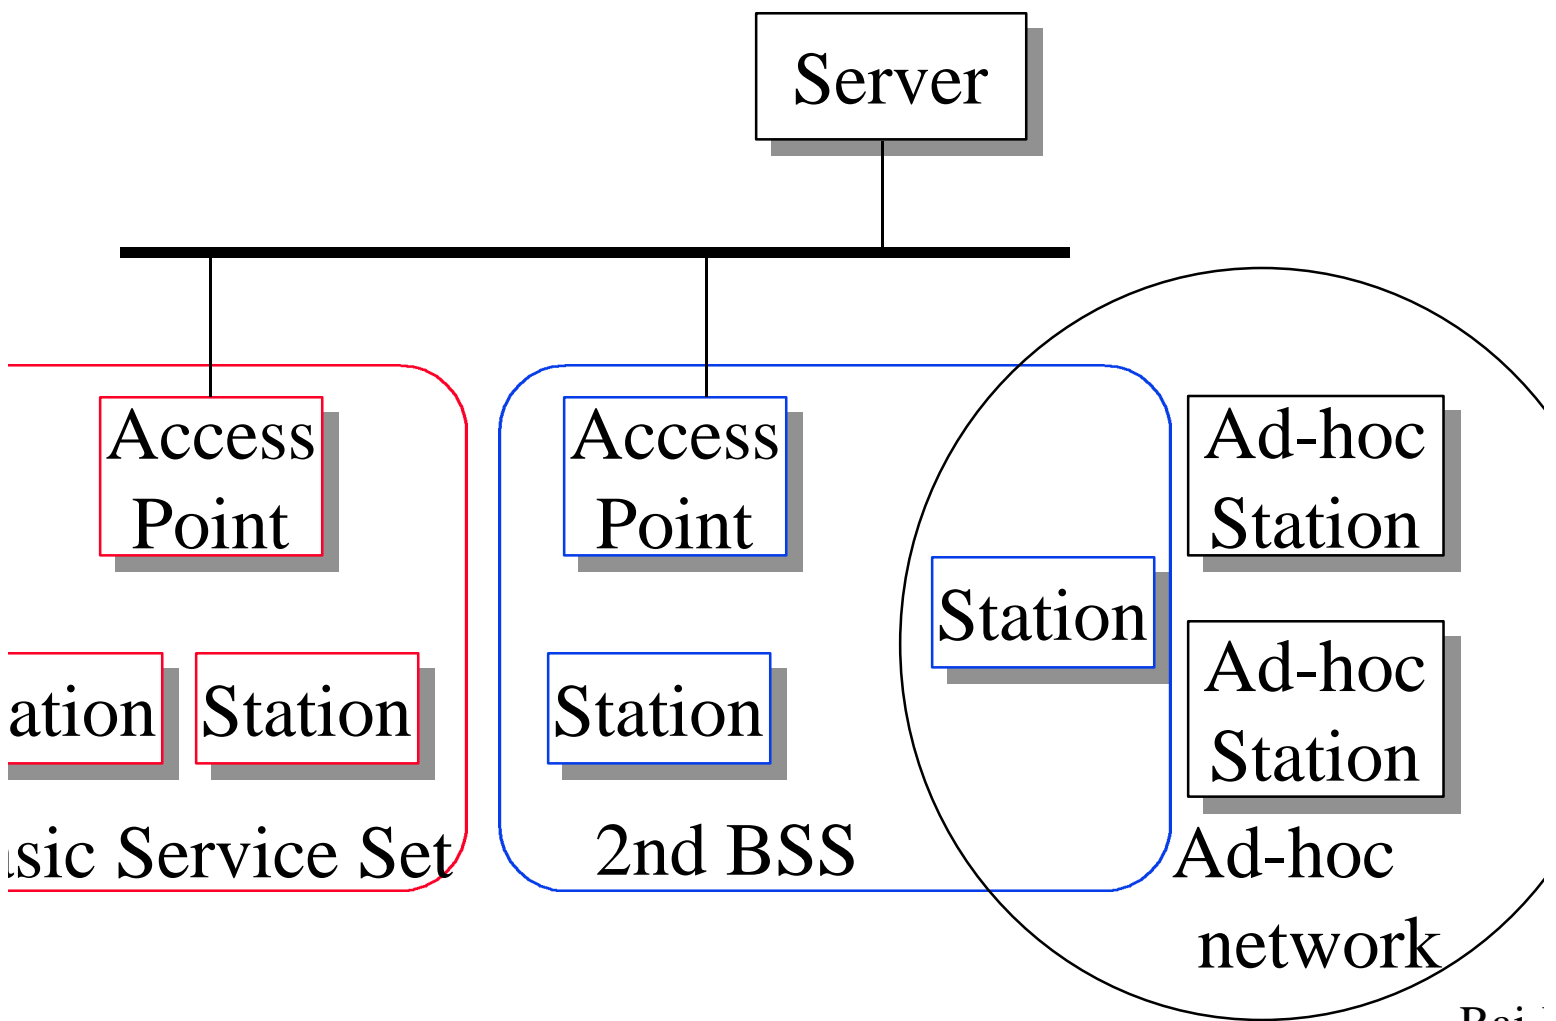 Server
Access
Point
Access
Point
Ad-hoc
Station
Station
Ad-hoc
Station
ation
Station
Station
sic Service Set
2nd BSS
Ad-hoc
network